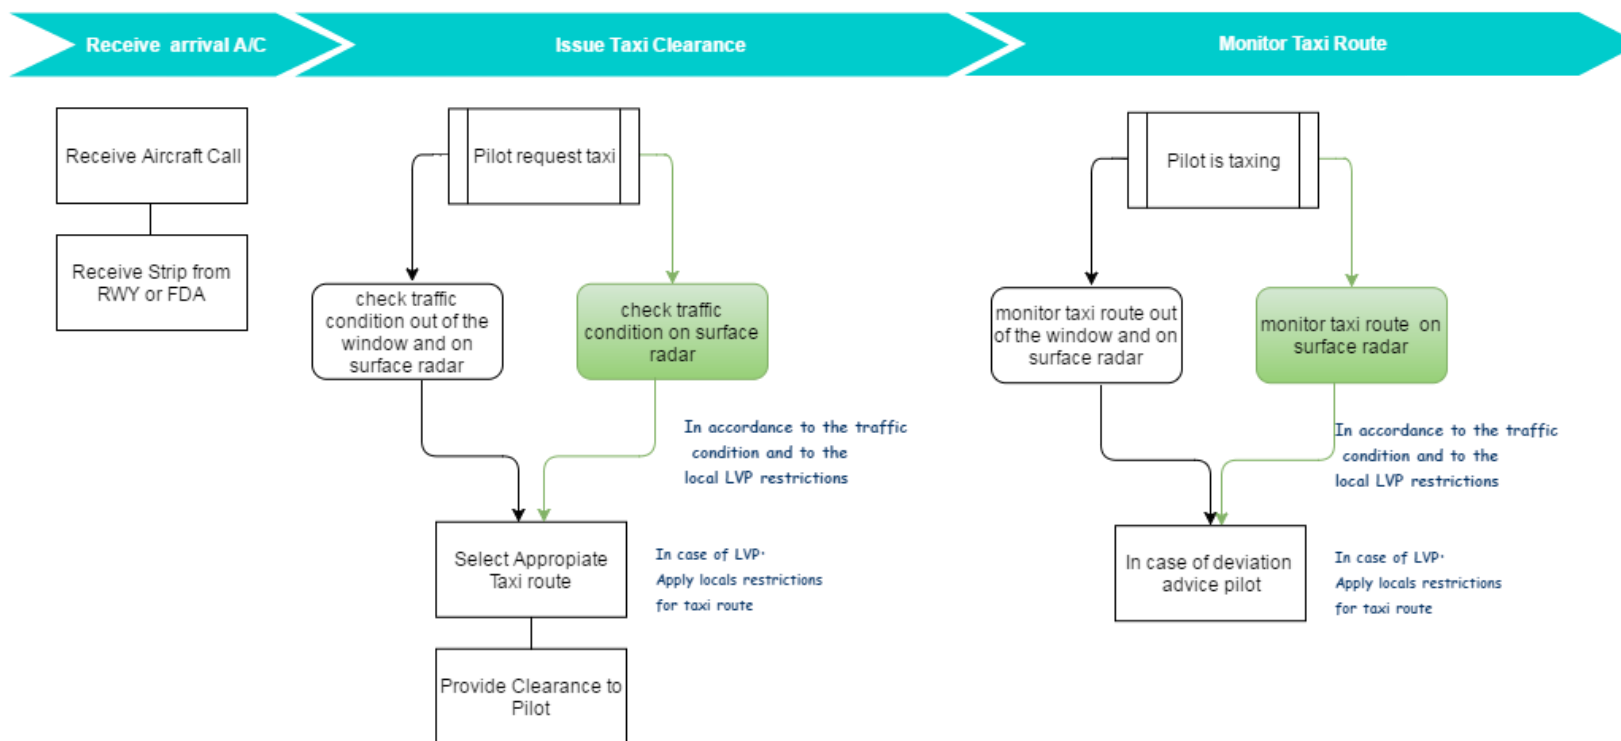 Receive arrival A/C
Issue Taxi Clearance
Monitor Taxi Route
Receive Aircraft Call
Receive Strip from
RWY or FDA
Pilot request taxi
check traffic
condition out of the
window and on
surface radar
check traffic
condition on surface
radar
In accordance to the traffic
condition and to the
local LVP restrictions
Select Appropiate
Taxi route
In case of LVP·
Apply locals restrictions
for taxi route
Provide Clearance to
Pilot
Pilot is taxing
monitor taxi route out
of the window and on
surface radar
monitor taxi route on
surface radar
In accordance to the traffic
condition and to the
local LVP restrictions
In case of deviation
advice pilot
In case of LVP·
Apply locals restrictions
for taxi route